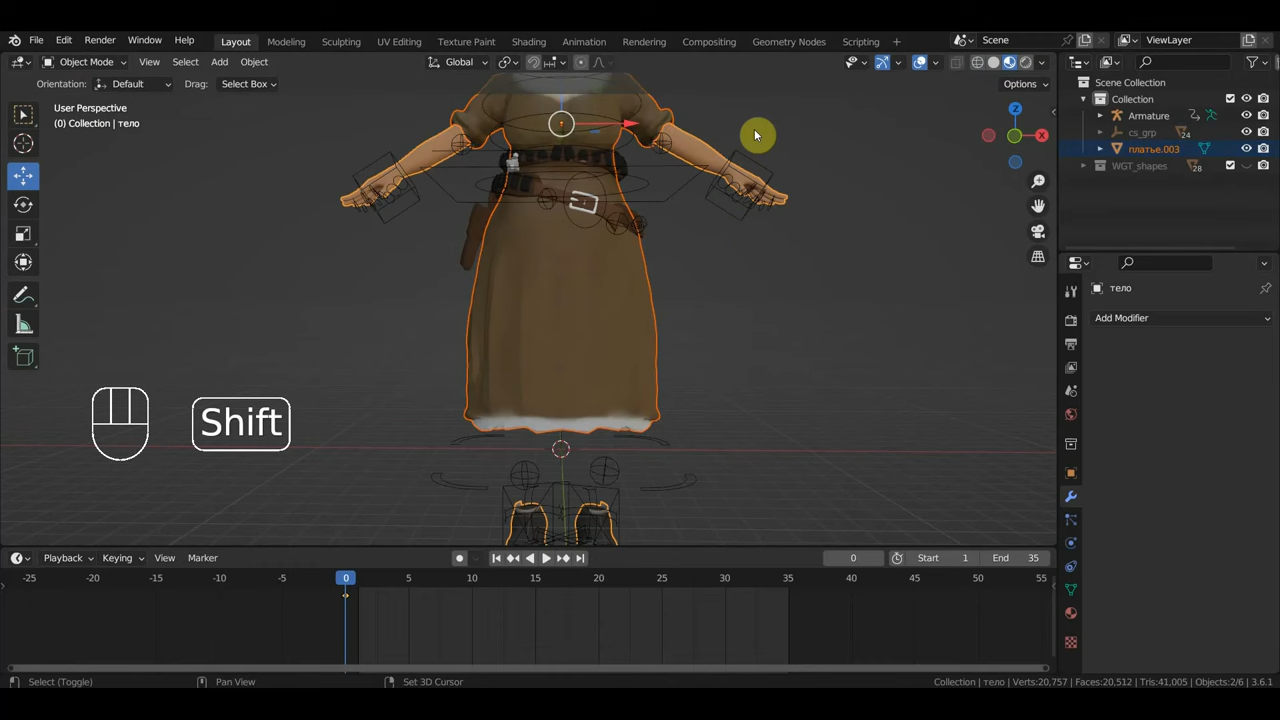 File Edit Render Window Help Layout Modeling Sculpting UV Editing Texture Paint Shading Animation Rendering Compositing Geometry Nodes Scripting + Scene ViewLayer
Object Mode View Select Add Object Global Options
Orientation: Default Drag: Select Box
User Perspective
(0) Collection | тело
Scene Collection
Collection
Armature
cs_grp 24
платье.003
WGT_shapes 28
X
Z
тело
Add Modifier
Shift
Playback Keying View Marker 0 Start 1 End 35
-25 -20 -15 -10 -5 0 5 10 15 20 25 30 35 40 45 50 55
Select (Toggle) Pan View Set 3D Cursor Collection | тело | Verts:20,757 | Faces:20,512 | Tris:41,005 | Objects:2/6 | 3.6.1